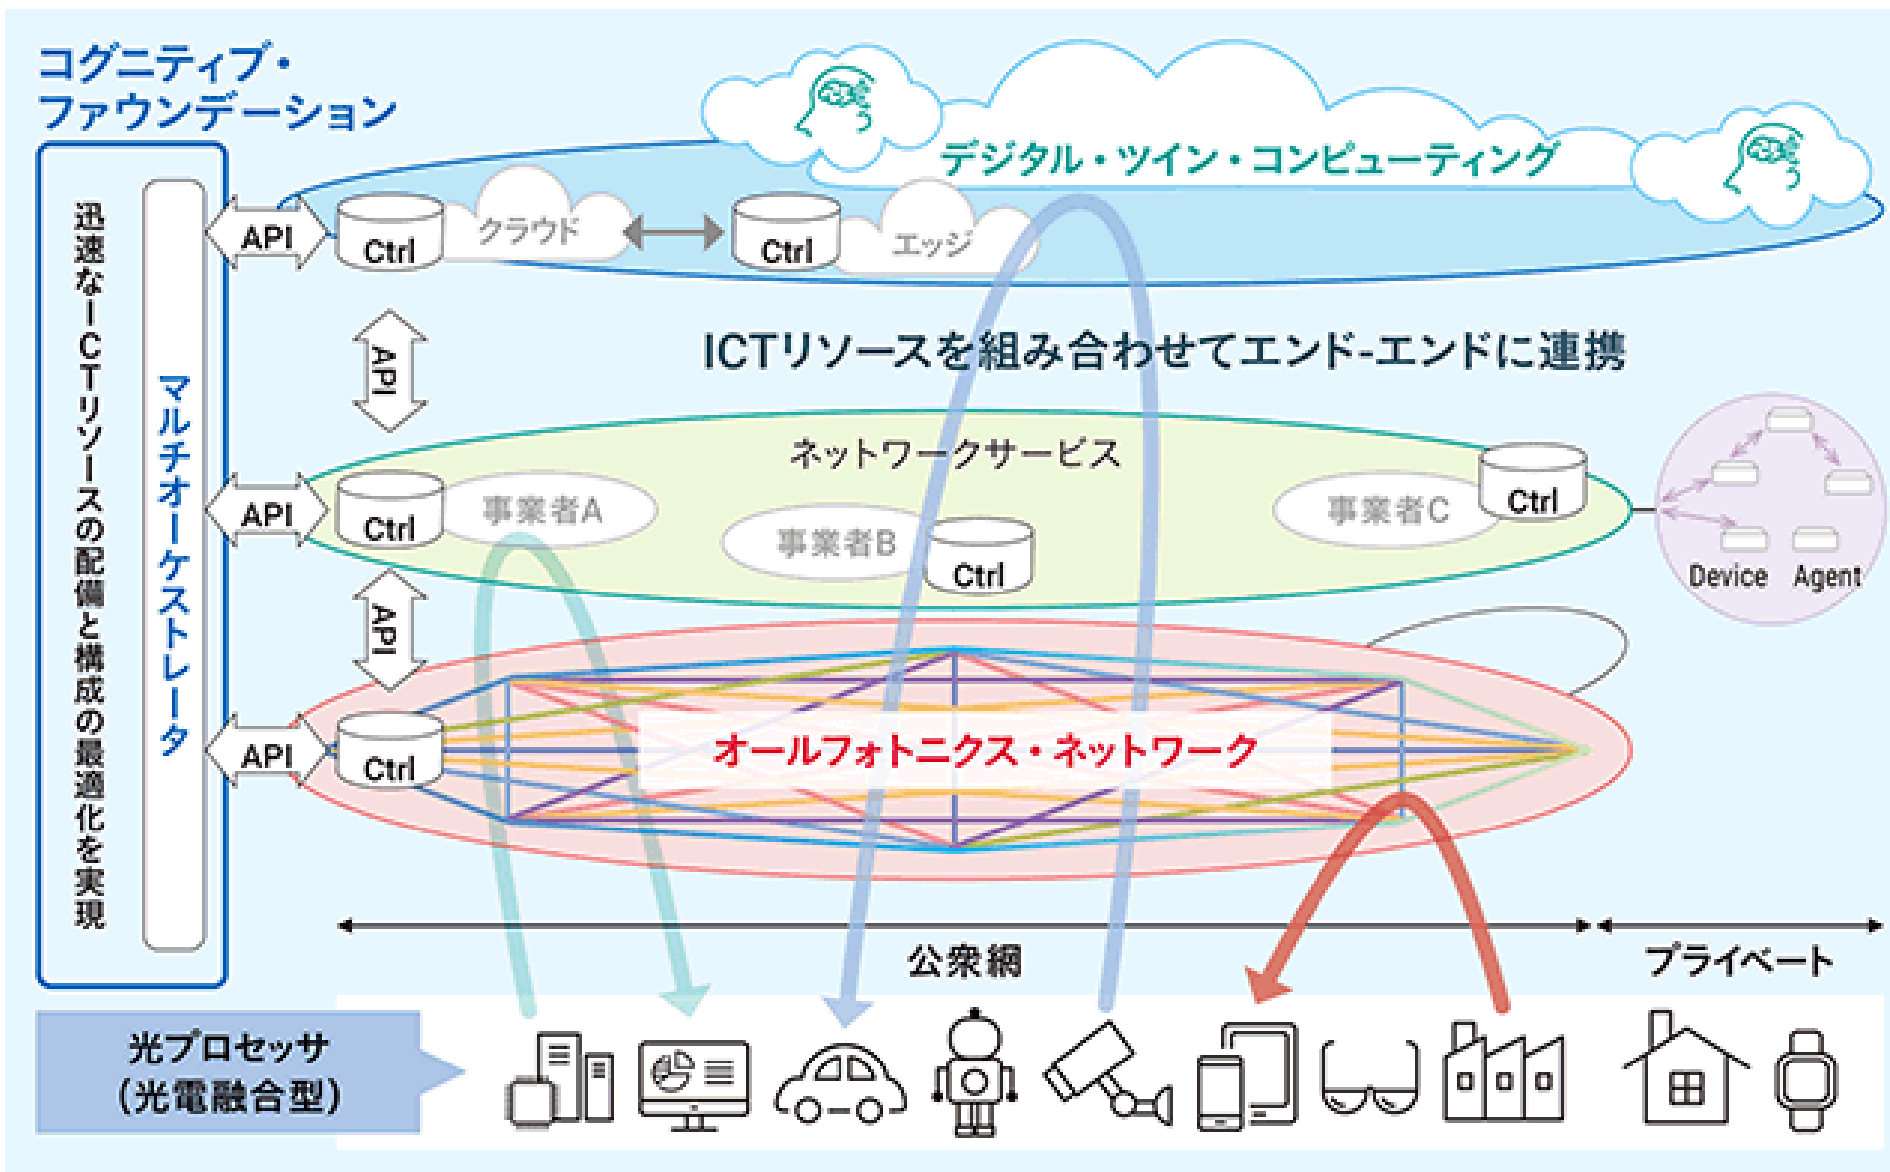 コグニティブ・
ファウンデーション
デジタル・ツイン・コンピューティング
迅速なICTリソースの配備と構成の最適化を実現
マルチオーケストレータ
API
Ctrl
クラウド
Ctrl
エッジ
API
ICTリソースを組み合わせてエンド-エンドに連携
ネットワークサービス
API
Ctrl
事業者A
事業者B
Ctrl
事業者C
Ctrl
Device
Agent
API
API
Ctrl
オールフォトニクス・ネットワーク
公衆網
プライベート
光プロセッサ
(光電融合型)